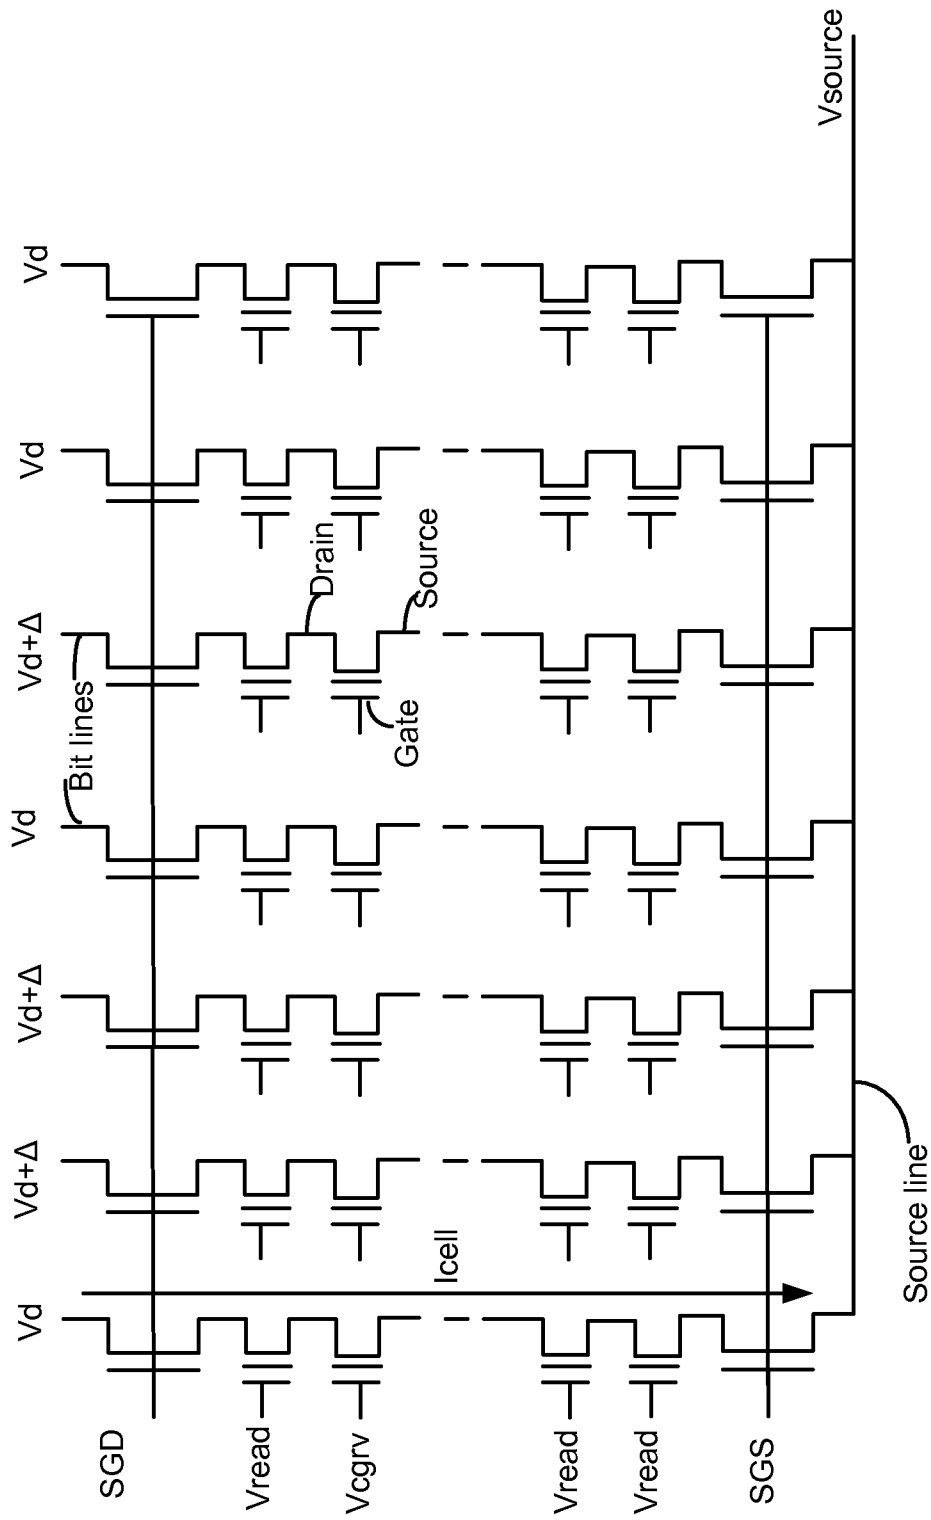 Vd
Vd+Δ
Vd+Δ
Vd
Vd+Δ
Vd
Vd
Bit lines
SGD
Vread
Drain
Vcgrv
Gate
Source
Icell
Vread
Vread
SGS
Vsource
Source line